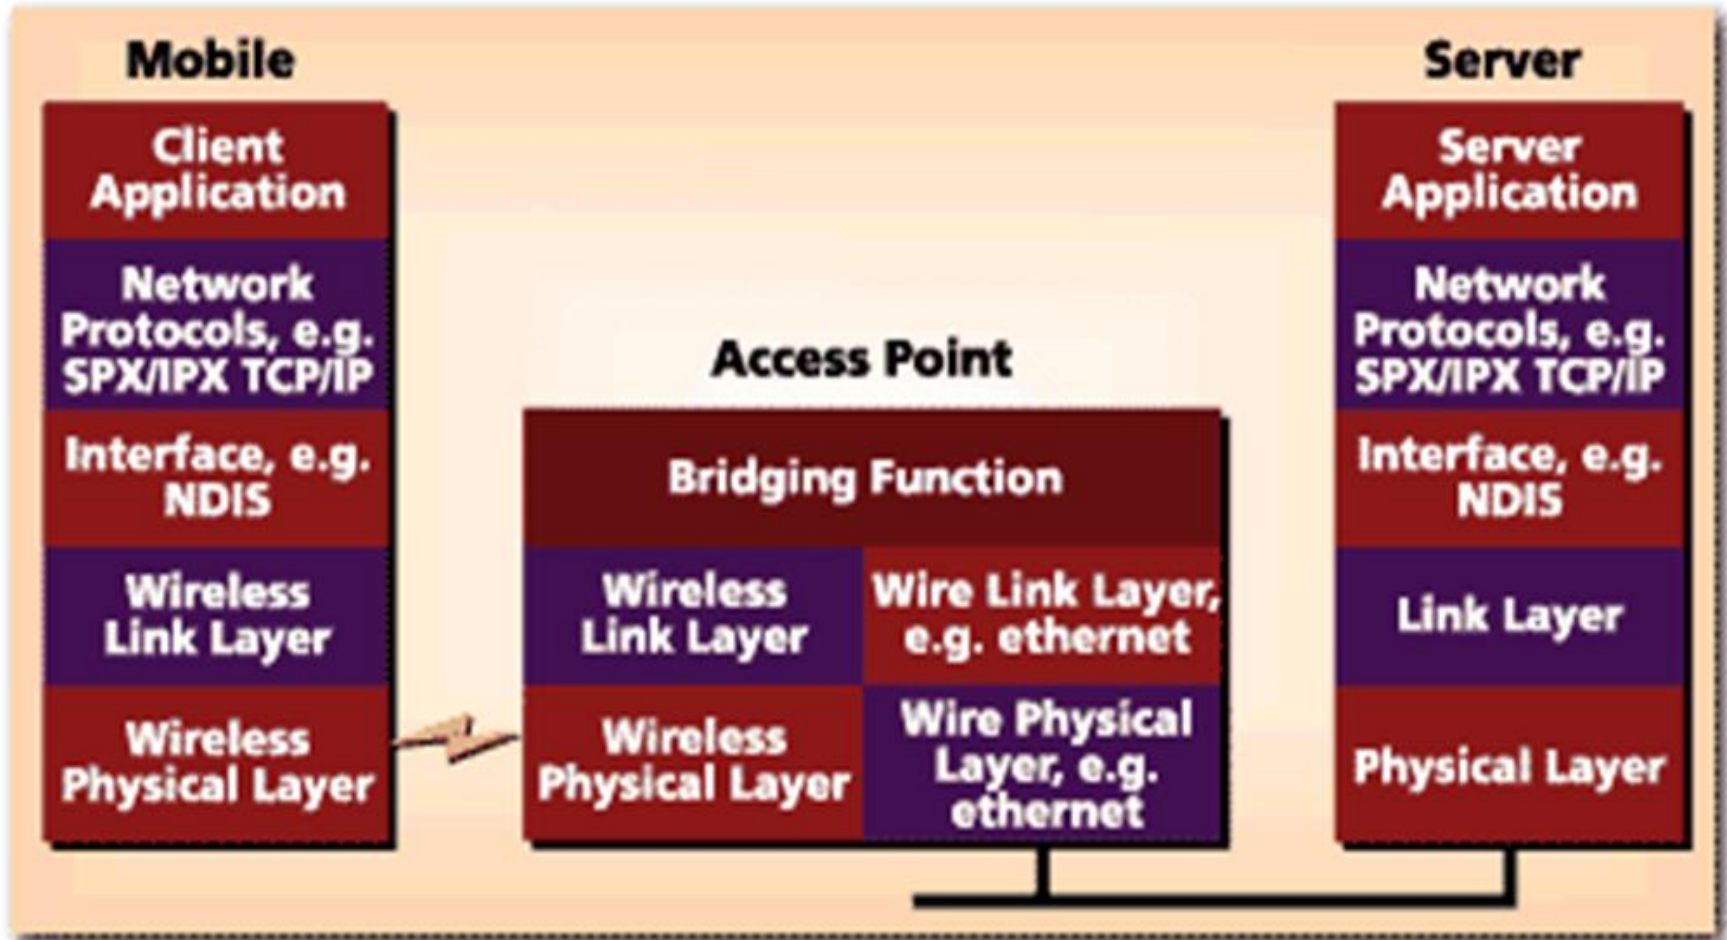 Mobile
Client
Application
Network
Protocols, e.g.
SPX/IPX TCP/IP
Interface, e.g.
NDIS
Wireless
Link Layer
Wireless
Physical Layer
Access Point
Bridging Function
Wireless
Link Layer
Wire Link Layer,
e.g. ethernet
Wireless
Physical Layer
Wire Physical
Layer, e.g.
ethernet
Server
Server
Application
Network
Protocols, e.g.
SPX/IPX TCP/IP
Interface, e.g.
NDIS
Link Layer
Physical Layer